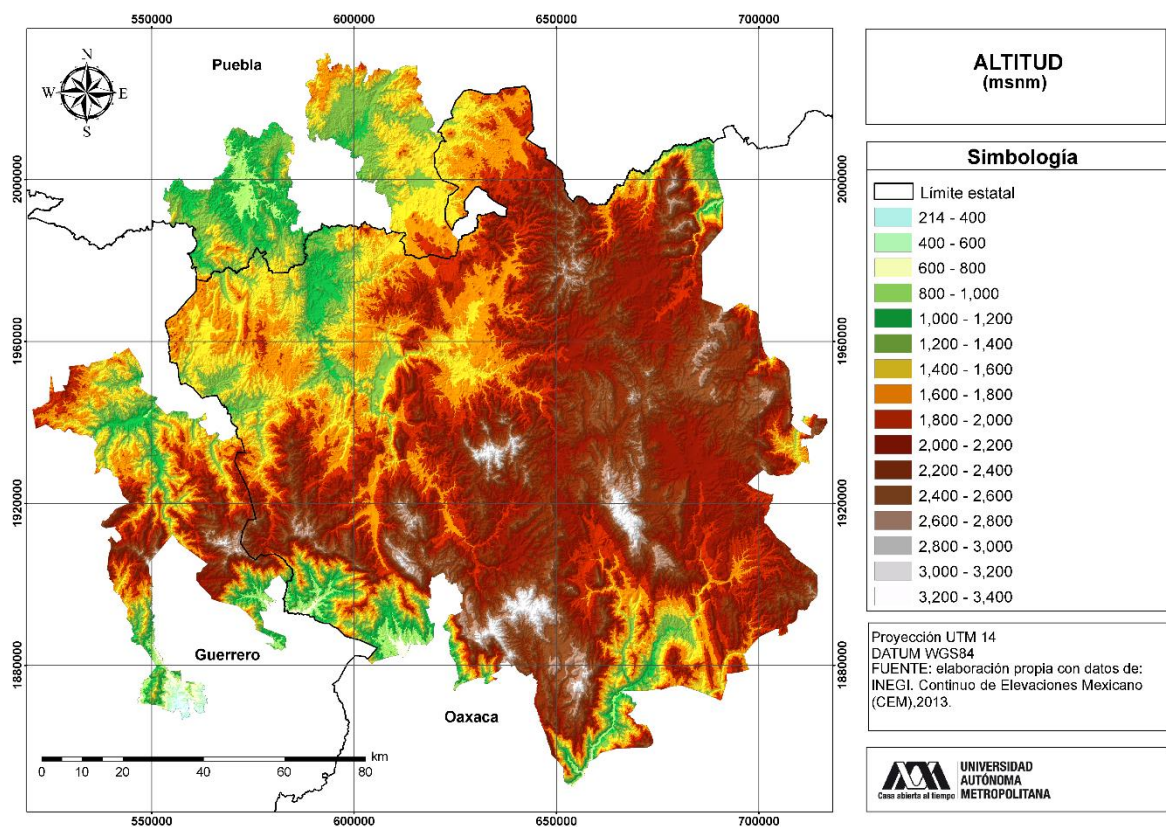 550000
600000
650000
700000
Puebla
N
W
E
S
2000000
1960000
1920000
1880000
2000000
1960000
1920000
1880000
Guerrero
Oaxaca
km
0
10
20
40
60
80
550000
600000
650000
700000
ALTITUD
(msnm)
Simbología
Límite estatal
214 - 400
400 - 600
600 - 800
800 - 1,000
1,000 - 1,200
1,200 - 1,400
1,400 - 1,600
1,600 - 1,800
1,800 - 2,000
2,000 - 2,200
2,200 - 2,400
2,400 - 2,600
2,600 - 2,800
2,800 - 3,000
3,000 - 3,200
3,200 - 3,400
Proyección UTM 14
DATUM WGS84
FUENTE: elaboración propia con datos de:
INEGI. Continuo de Elevaciones Mexicano
(CEM),2013.
Casa abierta al tiempo
UNIVERSIDAD
AUTÓNOMA
METROPOLITANA